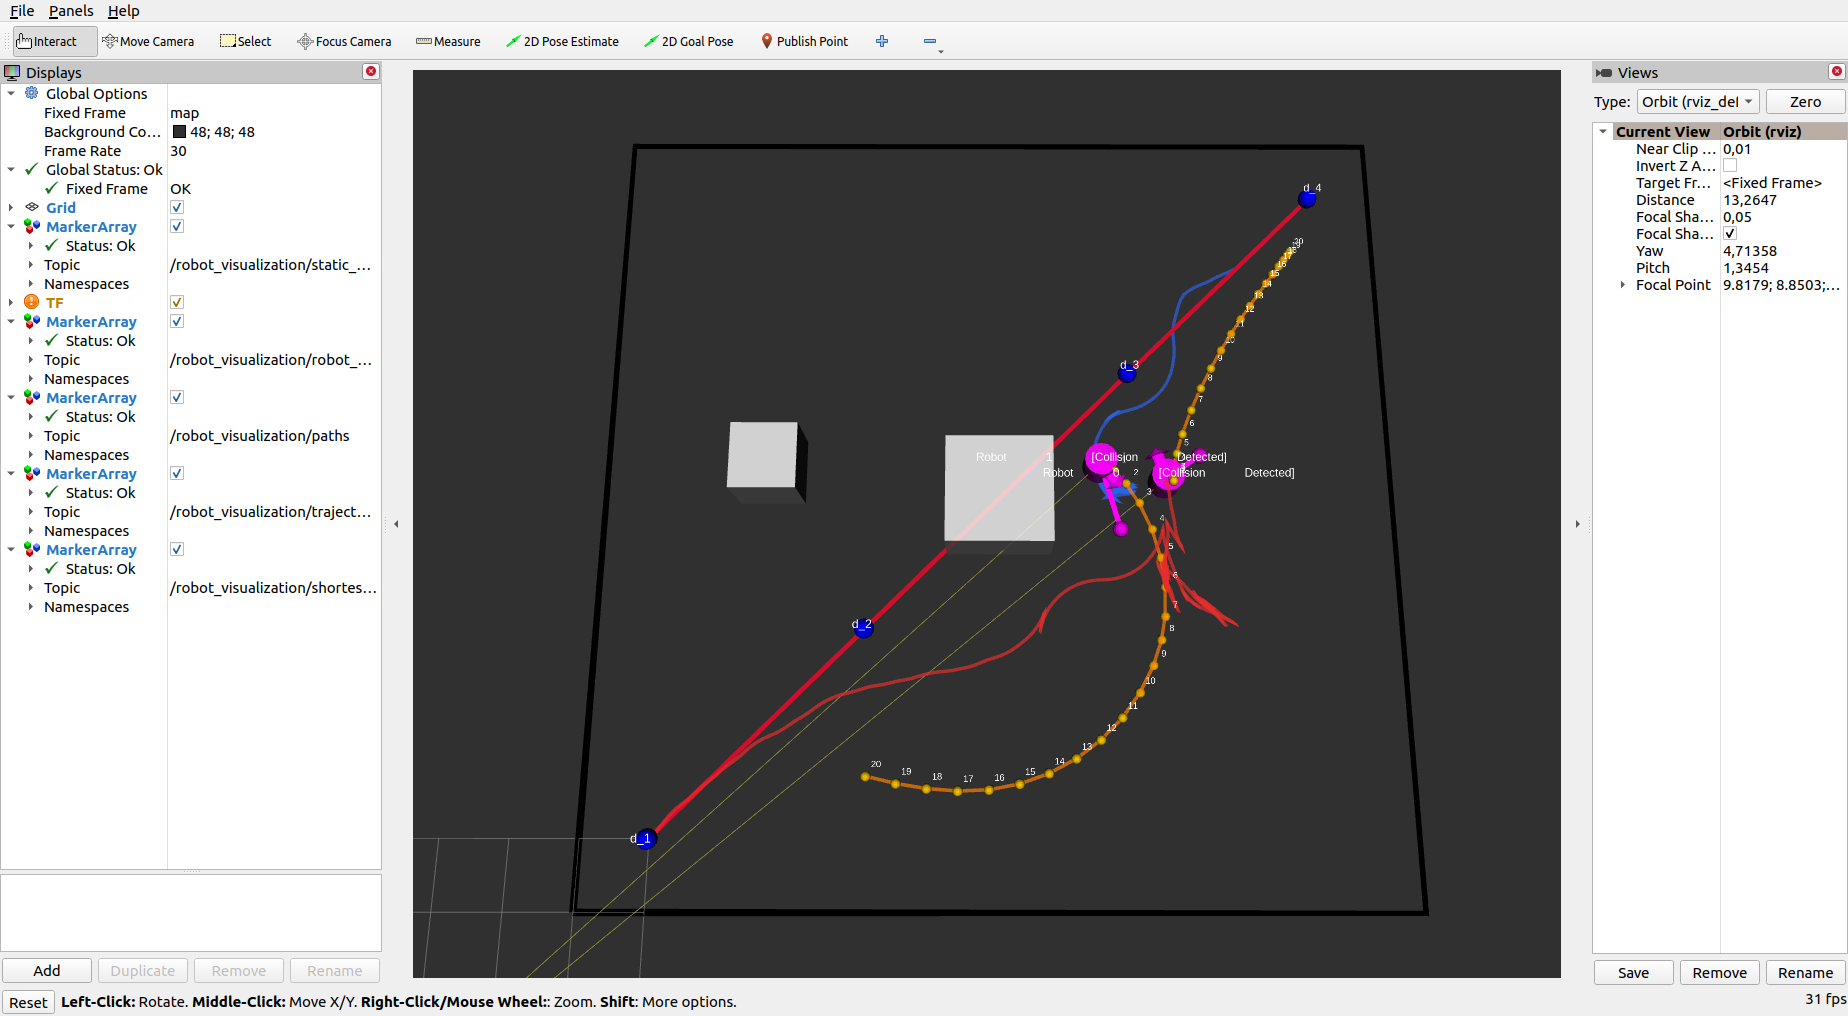 File Panels Help
Interact Move Camera Select Focus Camera Measure 2D Pose Estimate 2D Goal Pose Publish Point
Displays
Global Options
Fixed Frame map
Background Co... 48; 48; 48
Frame Rate 30
Global Status: Ok
Fixed Frame OK
Grid
MarkerArray
Status: Ok
Topic /robot_visualization/static_...
Namespaces
TF
MarkerArray
Status: Ok
Topic /robot_visualization/robot_...
Namespaces
MarkerArray
Status: Ok
Topic /robot_visualization/paths
Namespaces
MarkerArray
Status: Ok
Topic /robot_visualization/traject...
Namespaces
MarkerArray
Status: Ok
Topic /robot_visualization/shortes...
Namespaces
Add Duplicate Remove Rename
Reset Left-Click: Rotate. Middle-Click: Move X/Y. Right-Click/Mouse Wheel:: Zoom. Shift: More options.
d_4
20
16
15
14
13
12
11
10
9
8
7
6
5
d_3
Robot 1 [Collision Detected]
Robot 0 [Collision Detected]
2
3
4
5
6
7
8
9
10
11
12
13
14
15
16
17
18
19
20
d_2
d_1
Views
Type: Orbit (rviz_def Zero
Current View Orbit (rviz)
Near Clip ... 0,01
Invert Z A...
Target Fr... <Fixed Frame>
Distance 13,2647
Focal Sha... 0,05
Focal Sha...
Yaw 4,71358
Pitch 1,3454
Focal Point 9.8179; 8.8503;...
Save Remove Rename
31 fps